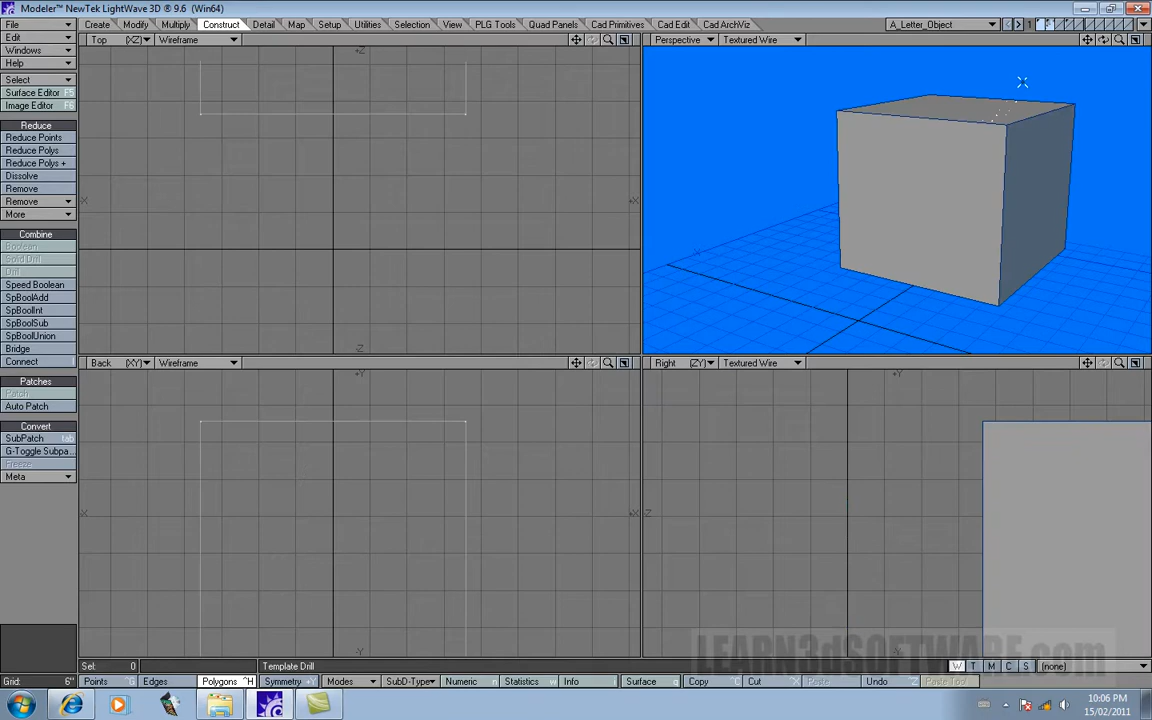 Modeler™ NewTek LightWave 3D ® 9.6 (Win64)
File
Create Modify Multiply Construct Detail Map Setup Utilities Selection View PLG Tools Quad Panels Cad Primitives Cad Edit Cad ArchViz A_Letter_Object 1
Edit
Top (XZ) Wireframe Perspective Textured Wire
Windows
Help
Select
Surface Editor F5
Image Editor F6
Reduce
Reduce Points
Reduce Polys
Reduce Polys +
Dissolve
Remove
Remove
More
Combine
Boolean
Solid Drill
Drill
Speed Boolean
SpBoolAdd
SpBoolInt
SpBoolSub
SpBoolUnion
Bridge
Connect
Back (XY) Wireframe Right (ZY) Textured Wire
Patches
Patch
Auto Patch
Convert
SubPatch tab
G-Toggle Subpa...
Freeze
Meta
+Z
-X
+X
-Z
+Y
-X
+X
-Y
+Y
-Z
LEARN3dSOFTWARE.COM
Sel: 0 Template Drill W T M C S (none)
Grid: 6" Points ^G Edges Polygons ^H Symmetry +Y Modes SubD-Type Numeric n Statistics w Info i Surface q Copy ^C Cut ^X Paste ^V Undo ^Z Paste Tool
10:06 PM
15/02/2011